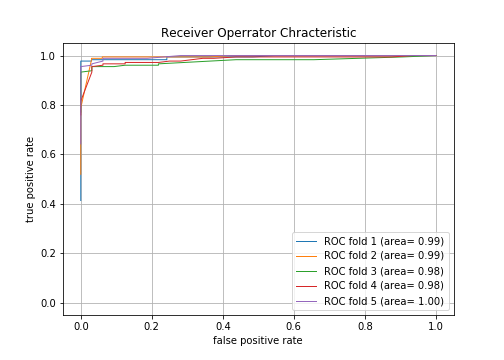 Receiver Operrator Chracteristic
1.0
0.8
0.6
0.4
0.2
0.0
true positive rate
ROC fold 1 (area= 0.99)
ROC fold 2 (area= 0.99)
ROC fold 3 (area= 0.98)
ROC fold 4 (area= 0.98)
ROC fold 5 (area= 1.00)
0.0 0.2 0.4 0.6 0.8 1.0
false positive rate